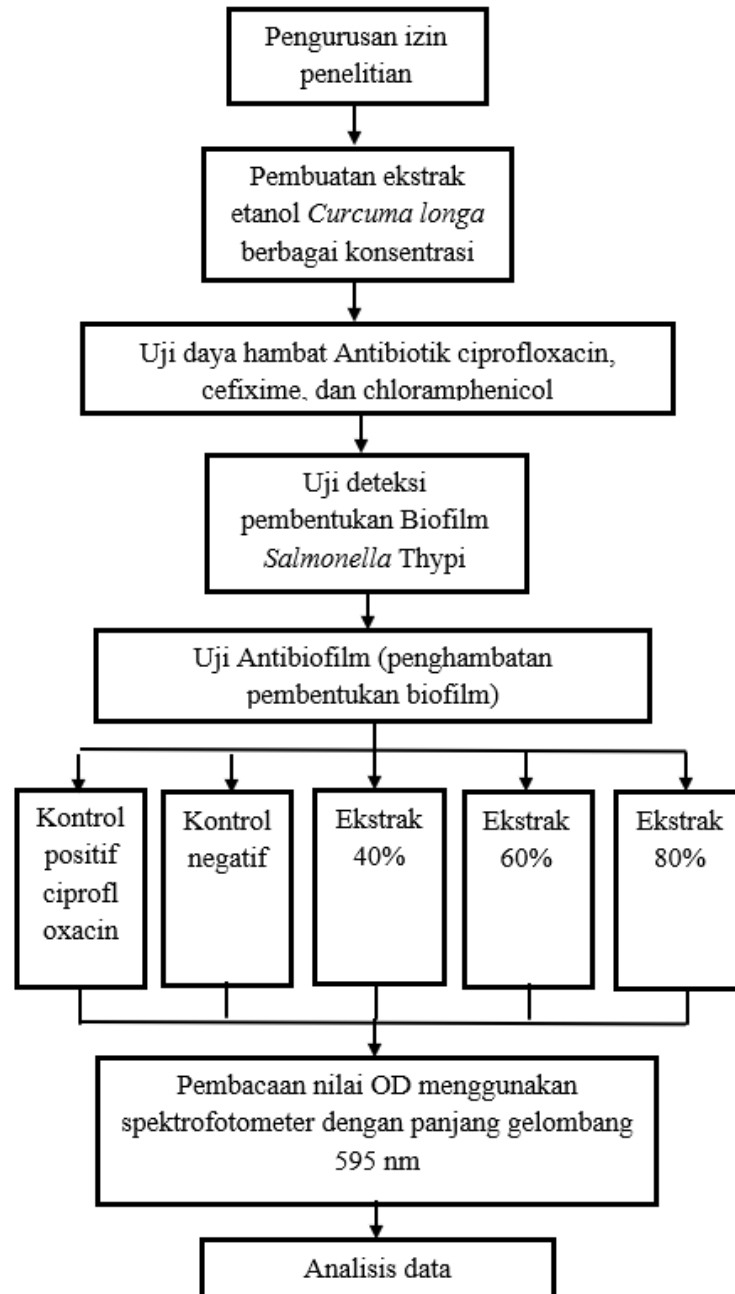 Pengurusan izin
penelitian
Pembuatan ekstrak
etanol Curcuma longa
berbagai konsentrasi
Uji daya hambat Antibiotik ciprofloxacin,
cefixime, dan chloramphenicol
Uji deteksi
pembentukan Biofilm
Salmonella Thypi
Uji Antibiofilm (penghambatan
pembentukan biofilm)
Kontrol
positif
ciprofl
oxacin
Kontrol
negatif
Ekstrak
40%
Ekstrak
60%
Ekstrak
80%
Pembacaan nilai OD menggunakan
spektrofotometer dengan panjang gelombang
595 nm
Analisis data